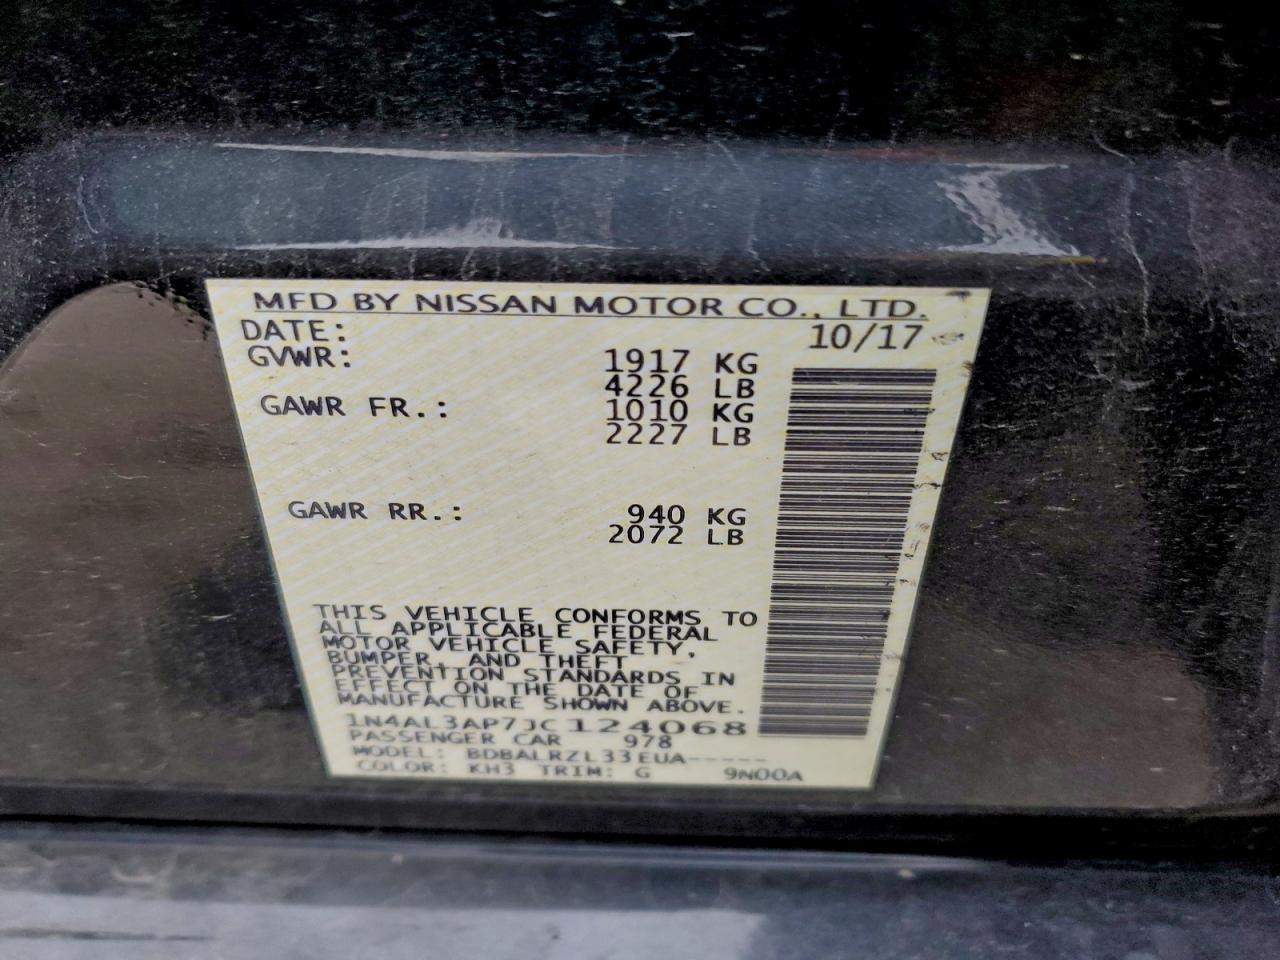 MFD BY NISSAN MOTOR CO., LTD.
DATE: 10/17
GVWR: 1917 KG
4226 LB
GAWR FR.: 1010 KG
2227 LB
GAWR RR.: 940 KG
2072 LB
THIS VEHICLE CONFORMS TO
ALL APPLICABLE FEDERAL
MOTOR VEHICLE SAFETY,
BUMPER, AND THEFT
PREVENTION STANDARDS IN
EFFECT ON THE DATE OF
MANUFACTURE SHOWN ABOVE.
1N4AL3AP7JC124068
PASSENGER CAR 978
MODEL: BDBALRZL33EUA-----
COLOR: KH3 TRIM: G 9N00A